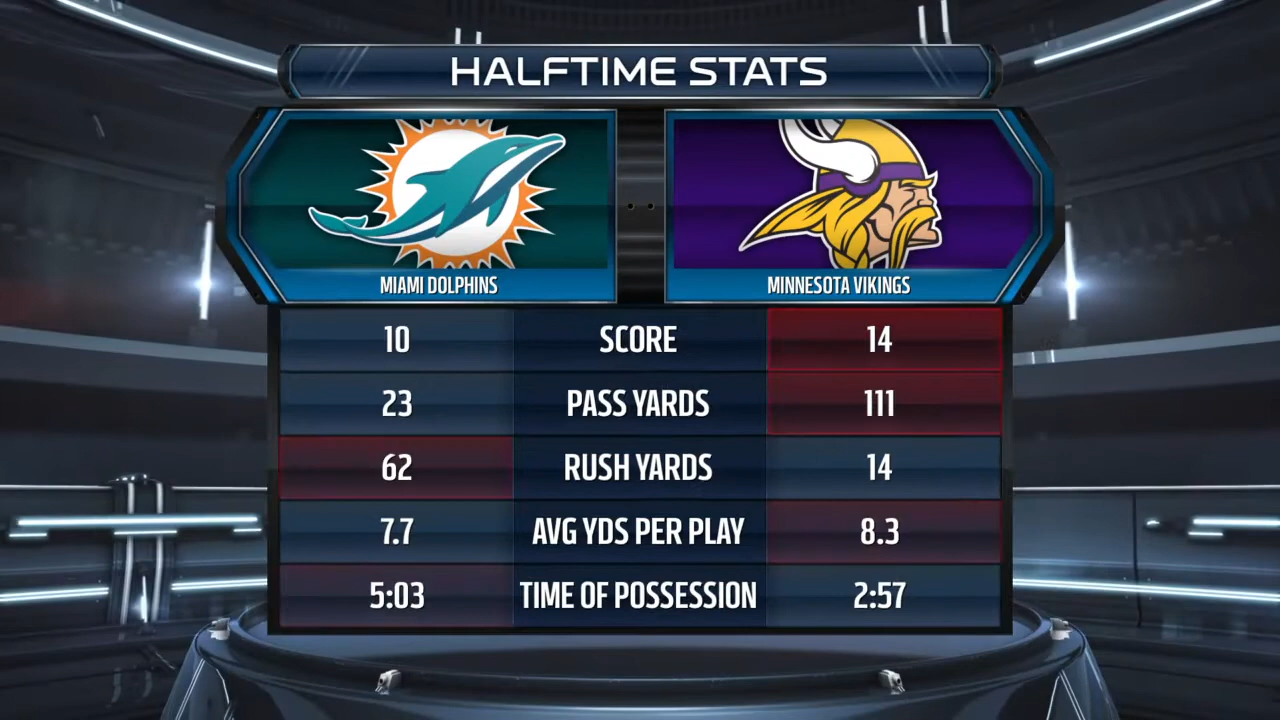 HALFTIME STATS
MIAMI DOLPHINS MINNESOTA VIKINGS
10 SCORE 14
23 PASS YARDS 111
62 RUSH YARDS 14
7.7 AVG YDS PER PLAY 8.3
5:03 TIME OF POSSESSION 2:57